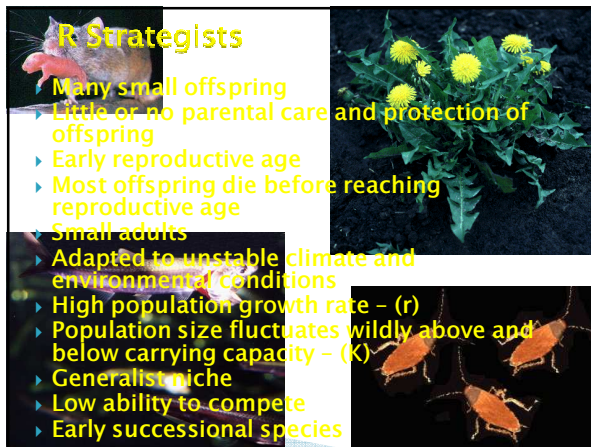 R Strategists
Many small offspring
Little or no parental care and protection of
offspring
Early reproductive age
Most offspring die before reaching
reproductive age
Small adults
Adapted to unstable climate and
environmental conditions
High population growth rate – (r)
Population size fluctuates wildly above and
below carrying capacity – (K)
Generalist niche
Low ability to compete
Early successional species